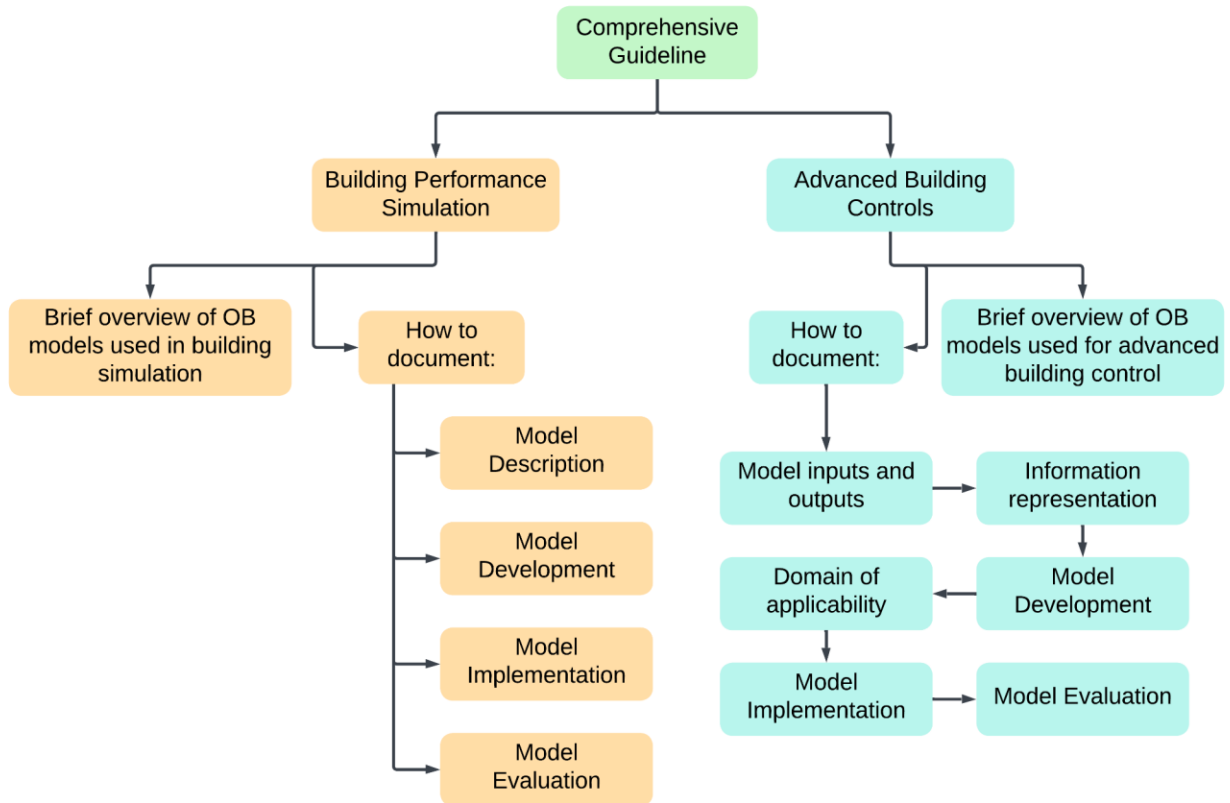 Comprehensive
Guideline
Building Performance
Simulation
Advanced Building
Controls
Brief overview of OB
models used in building
simulation
How to
document:
How to
document:
Brief overview of OB
models used for advanced
building control
Model
Description
Model
Development
Model
Implementation
Model
Evaluation
Model inputs and
outputs
Information
representation
Model
Development
Domain of
applicability
Model
Implementation
Model Evaluation